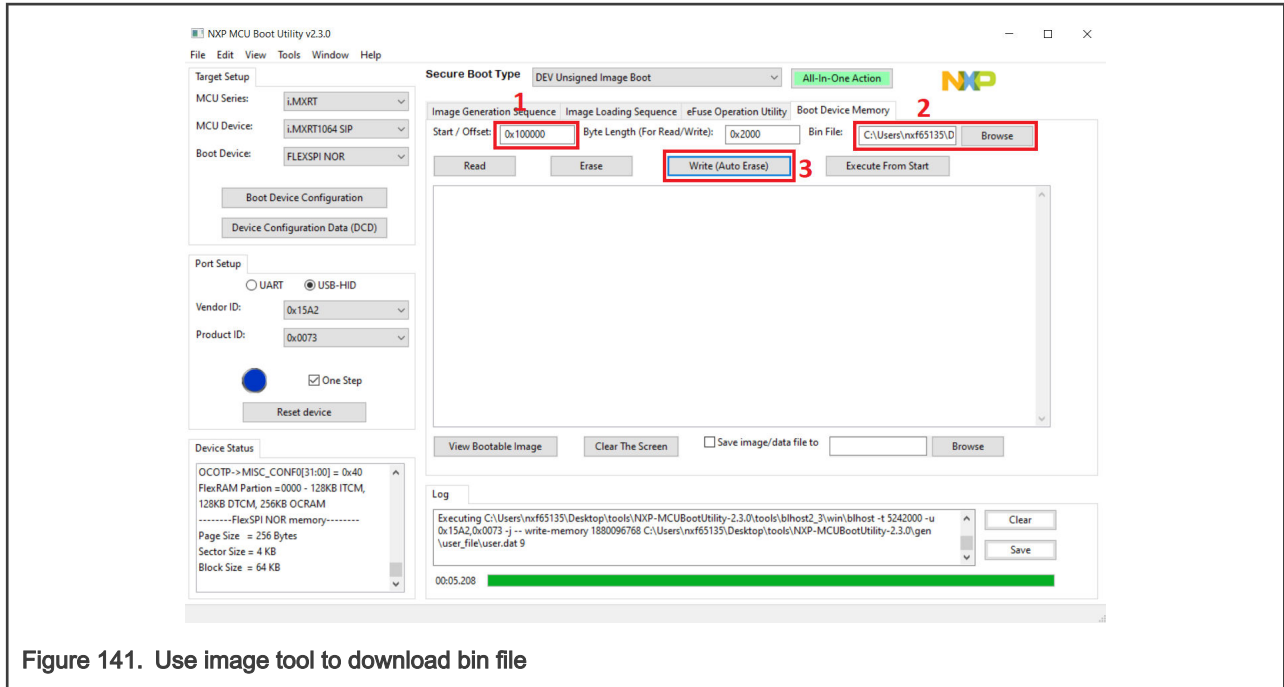 NXP MCU Boot Utility v2.3.0
File Edit View Tools Window Help
Target Setup
MCU Series: i.MXRT
MCU Device: i.MXRT1064 SIP
Boot Device: FLEXSPI NOR
Boot Device Configuration
Device Configuration Data (DCD)
Port Setup
UART USB-HID
Vendor ID: 0x15A2
Product ID: 0x0073
One Step
Reset device
Device Status
OCOTP->MISC_CONF0[31:00] = 0x40
FlexRAM Partion =0000 - 128KB ITCM,
128KB DTCM, 256KB OCRAM
--------FlexSPI NOR memory--------
Page Size = 256 Bytes
Sector Size = 4 KB
Block Size = 64 KB
Secure Boot Type DEV Unsigned Image Boot All-In-One Action NXP
1 2
Image Generation Sequence Image Loading Sequence eFuse Operation Utility Boot Device Memory
Start / Offset: 0x100000 Byte Length (For Read/Write): 0x2000 Bin File: C:\Users\nxf65135\D Browse
Read Erase Write (Auto Erase) 3 Execute From Start
View Bootable Image Clear The Screen Save image/data file to Browse
Log
Executing C:\Users\nxf65135\Desktop\tools\NXP-MCUBootUtility-2.3.0\tools\blhost2_3\win\blhost -t 5242000 -u
0x15A2,0x0073 -j -- write-memory 1880096768 C:\Users\nxf65135\Desktop\tools\NXP-MCUBootUtility-2.3.0\gen
\user_file\user.dat 9
Clear
Save
00:05.208
Figure 141. Use image tool to download bin file